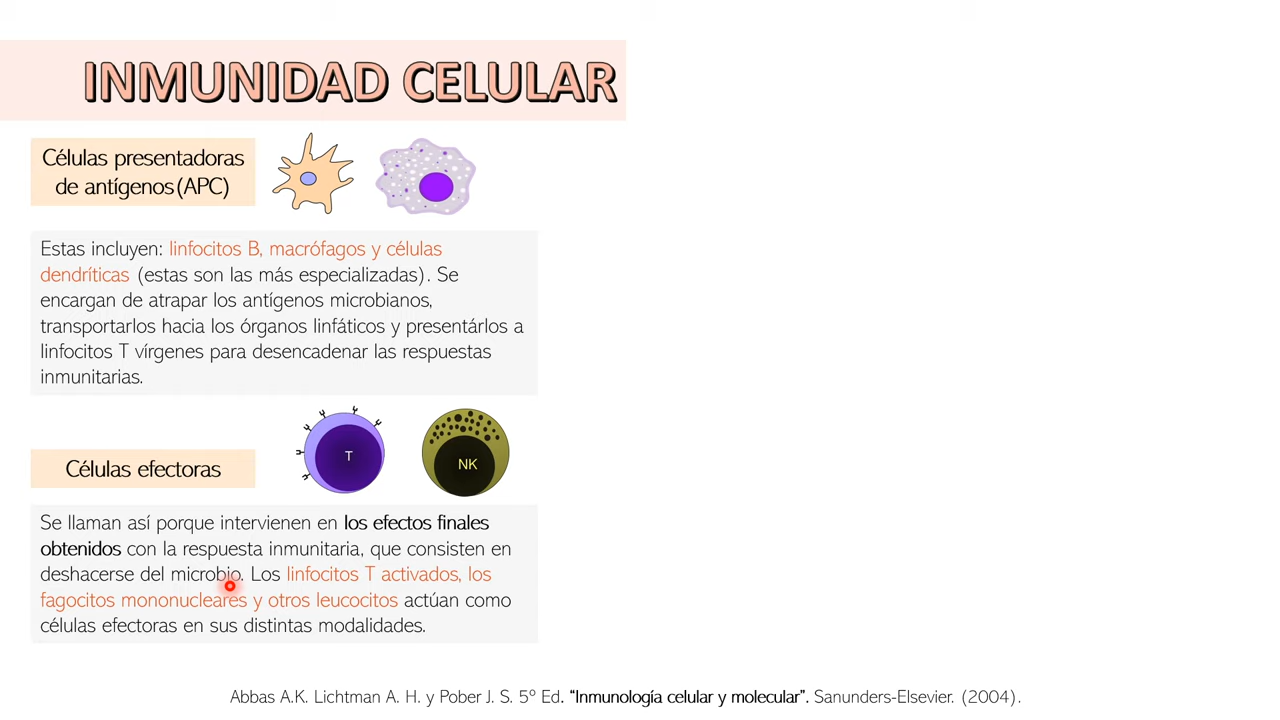 INMUNIDAD CELULAR
Células presentadoras
de antígenos(APC)
Estas incluyen: linfocitos B, macrófagos y células
dendríticas (estas son las más especializadas). Se
encargan de atrapar los antígenos microbianos,
transportarlos hacia los órganos linfáticos y presentárlos a
linfocitos T vírgenes para desencadenar las respuestas
inmunitarias.
T
NK
Células efectoras
Se llaman así porque intervienen en los efectos finales
obtenidos con la respuesta inmunitaria, que consisten en
deshacerse del microbio. Los linfocitos T activados, los
fagocitos mononucleares y otros leucocitos actúan como
células efectoras en sus distintas modalidades.
Abbas A.K. Lichtman A. H. y Pober J. S. 5º Ed. “Inmunología celular y molecular”. Sanunders-Elsevier. (2004).